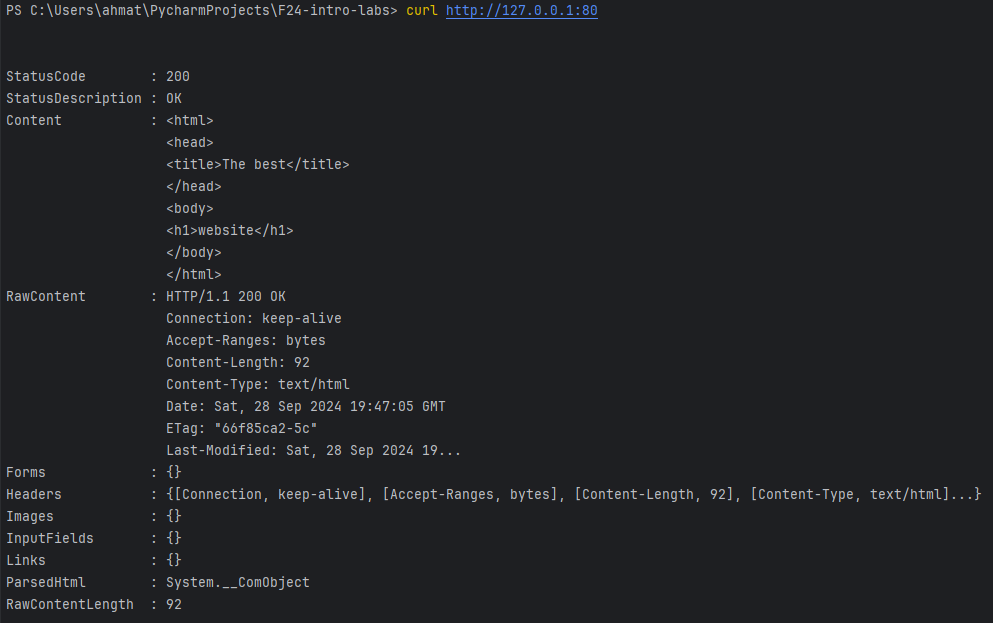 PS C:\Users\ahmat\PycharmProjects\F24-intro-labs> curl http://127.0.0.1:80
StatusCode        : 200
StatusDescription : OK
Content           : <html>
                    <head>
                    <title>The best</title>
                    </head>
                    <body>
                    <h1>website</h1>
                    </body>
                    </html>
RawContent        : HTTP/1.1 200 OK
                    Connection: keep-alive
                    Accept-Ranges: bytes
                    Content-Length: 92
                    Content-Type: text/html
                    Date: Sat, 28 Sep 2024 19:47:05 GMT
                    ETag: "66f85ca2-5c"
                    Last-Modified: Sat, 28 Sep 2024 19...
Forms             : {}
Headers           : {[Connection, keep-alive], [Accept-Ranges, bytes], [Content-Length, 92], [Content-Type, text/html]...}
Images            : {}
InputFields       : {}
Links             : {}
ParsedHtml        : System.__ComObject
RawContentLength  : 92